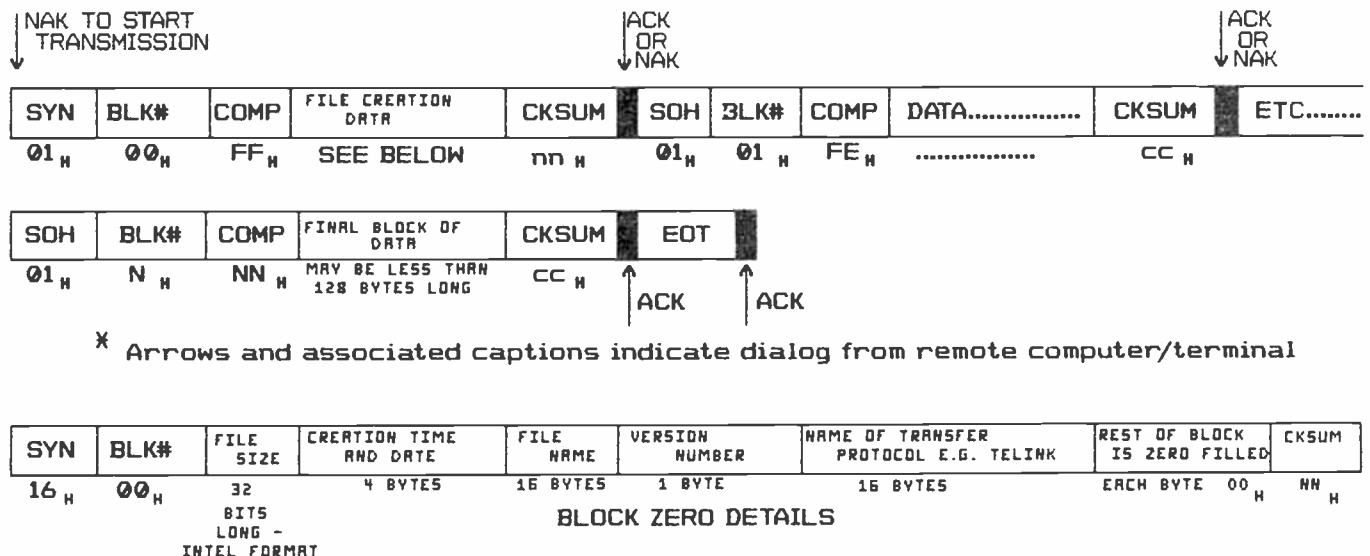 NAK TO START
TRANSMISSION
ACK
OR
NAK
ACK
OR
NAK
SYN BLK# COMP FILE CREATION DATA CKSUM SOH BLK# COMP DATA............... CKSUM ETC........
01H 00H FFH SEE BELOW nn H 01H 01 H FEH ................. cc H
SOH BLK# COMP FINAL BLOCK OF DATA CKSUM EOT
01H N H NN H MAY BE LESS THAN 128 BYTES LONG cc H
ACK ACK
* Arrows and associated captions indicate dialog from remote computer/terminal
SYN BLK# FILE SIZE CREATION TIME AND DATE FILE NAME VERSION NUMBER NAME OF TRANSFER PROTOCOL E.G. TELINK REST OF BLOCK IS ZERO FILLED CKSUM
16 H 00H 32 BITS LONG - INTEL FORMAT 4 BYTES 16 BYTES 1 BYTE 16 BYTES EACH BYTE 00 H NN H
BLOCK ZERO DETAILS